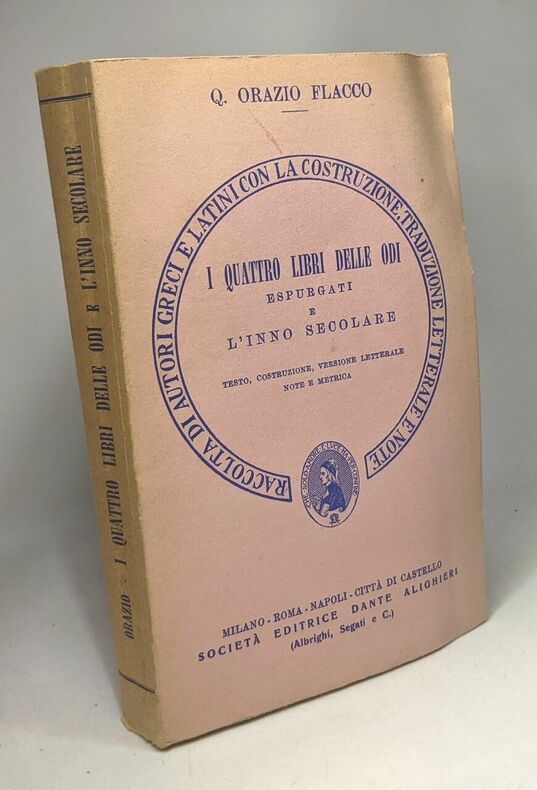 Q. ORAZIO FLACCO
RACCOLTA DI AUTORI GRECI E LATINI CON LA COSTRUZIONE, TRADUZIONE LETTERALE E NOTE
I QUATTRO LIBRI DELLE ODI
ESPURGATI
E
L'INNO SECOLARE
TESTO, COSTRUZIONE, VERSIONE LETTERALE
NOTE E METRICA
MILANO - ROMA - NAPOLI - CITTÀ DI CASTELLO
SOCIETÀ EDITRICE DANTE ALIGHIERI
(Albrighi, Segati e C.)
ORAZIO - I QUATTRO LIBRI DELLE ODI E L'INNO SECOLARE